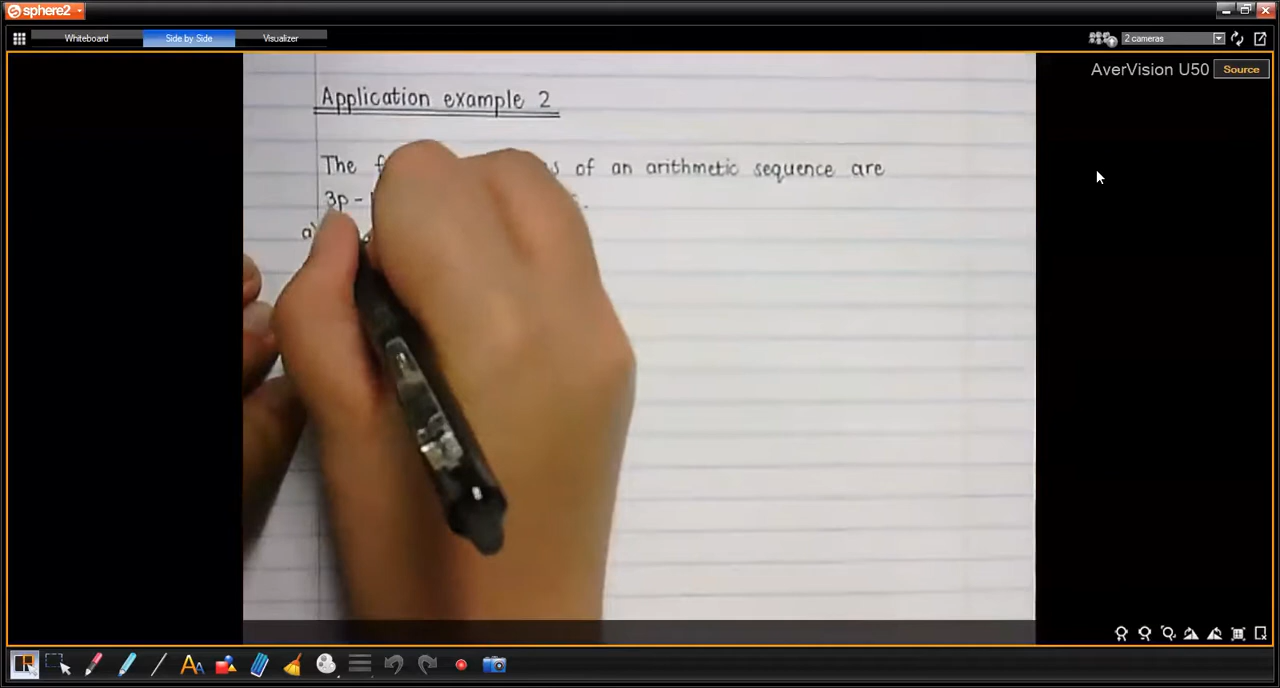 sphere2
Whiteboard
Side by Side
Visualizer
2 cameras
AverVision U50
Source
Application example 2
The of an arithmetic sequence are
3p -
a)